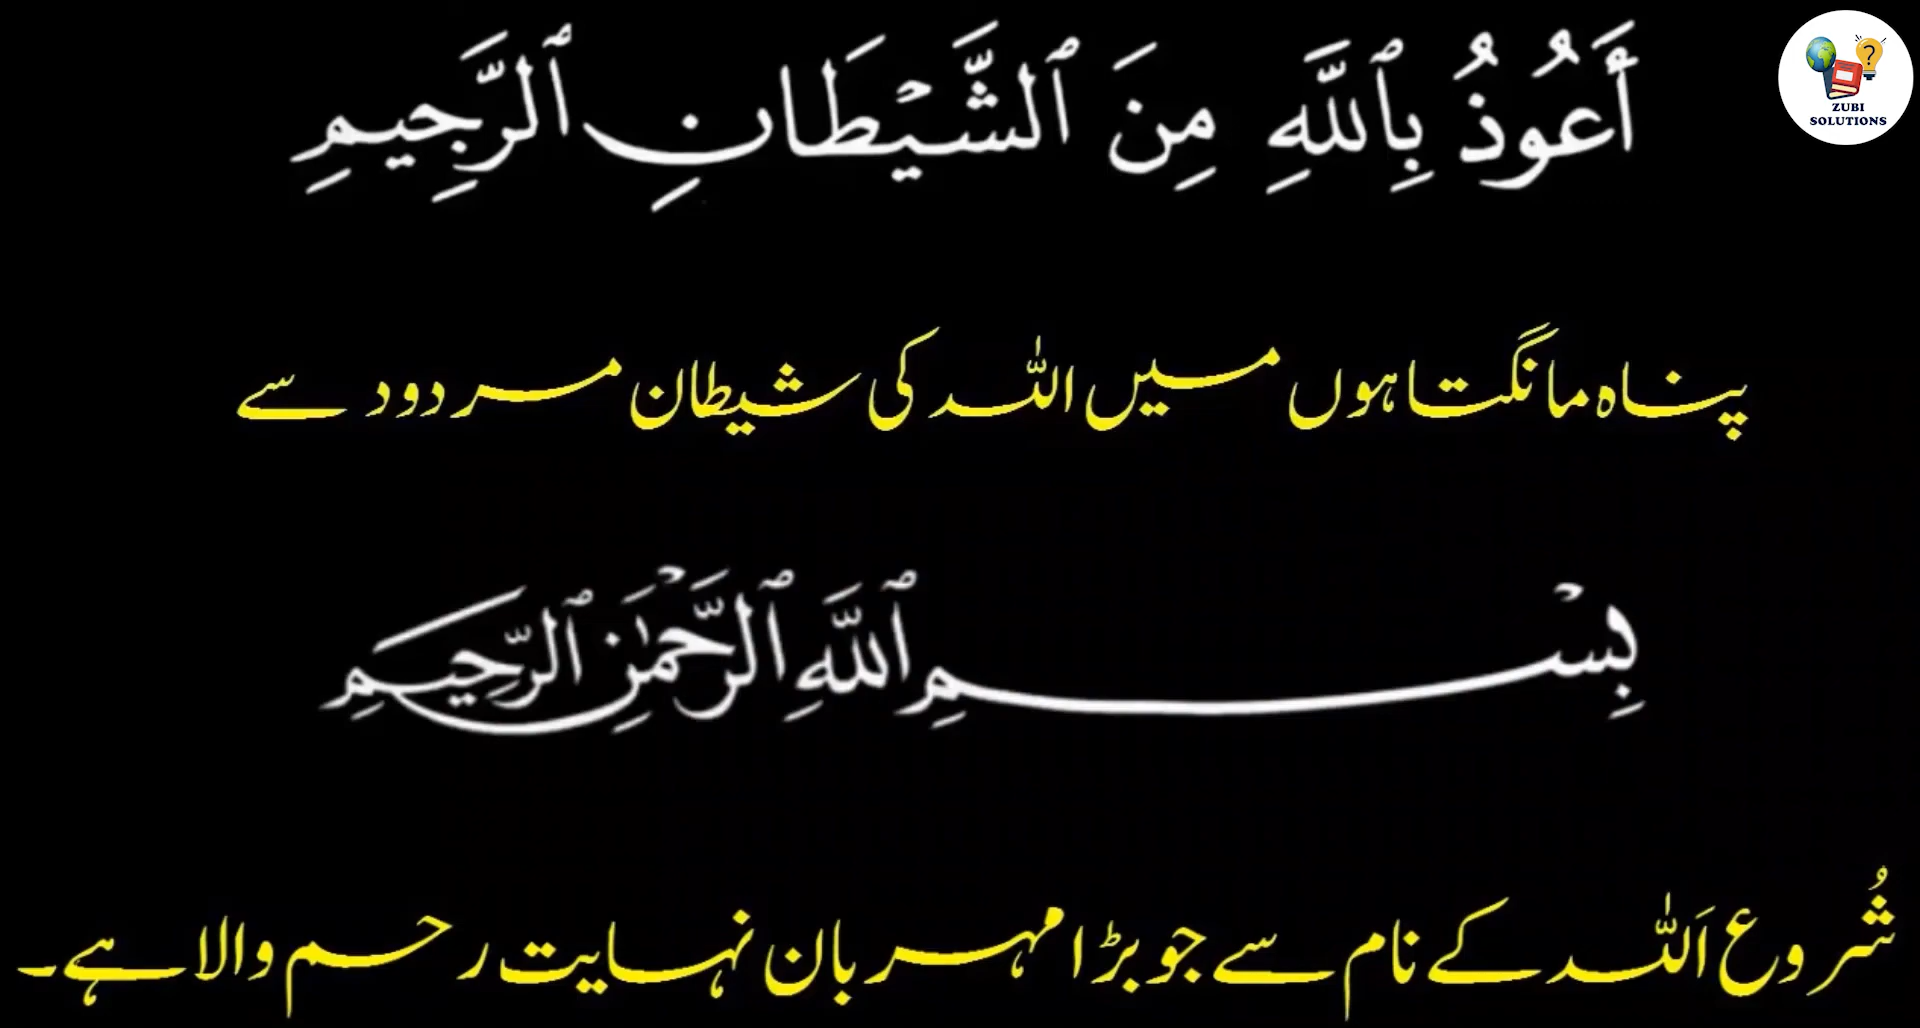 أَعُوذُ بِٱللَّهِ مِنَ ٱلشَّيۡطَانِ ٱلرَّجِيمِ
ZUBI
SOLUTIONS
پناہ مانگتا ہوں میں اللہ کی شیطان مردود سے
بِسۡمِ ٱللَّهِ ٱلرَّحۡمَٰنِ ٱلرَّحِيمِ
شُروع اَللہ کے نام سے جو بڑا مہربان نہایت رحم والا ہے۔